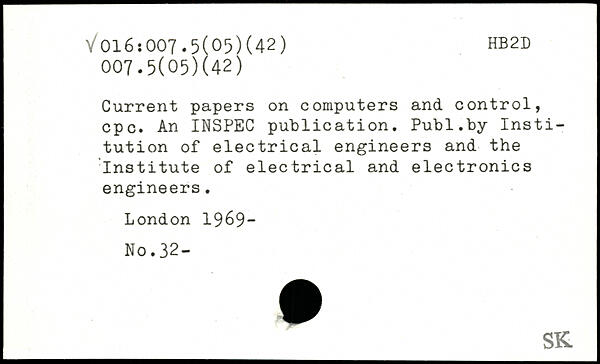 √016:007.5(05)(42) HB2D
007.5(05)(42)
Current papers on computers and control,
cpc. An INSPEC publication. Publ.by Insti-
tution of electrical engineers and the
Institute of electrical and electronics
engineers.
London 1969-
No.32-
SK